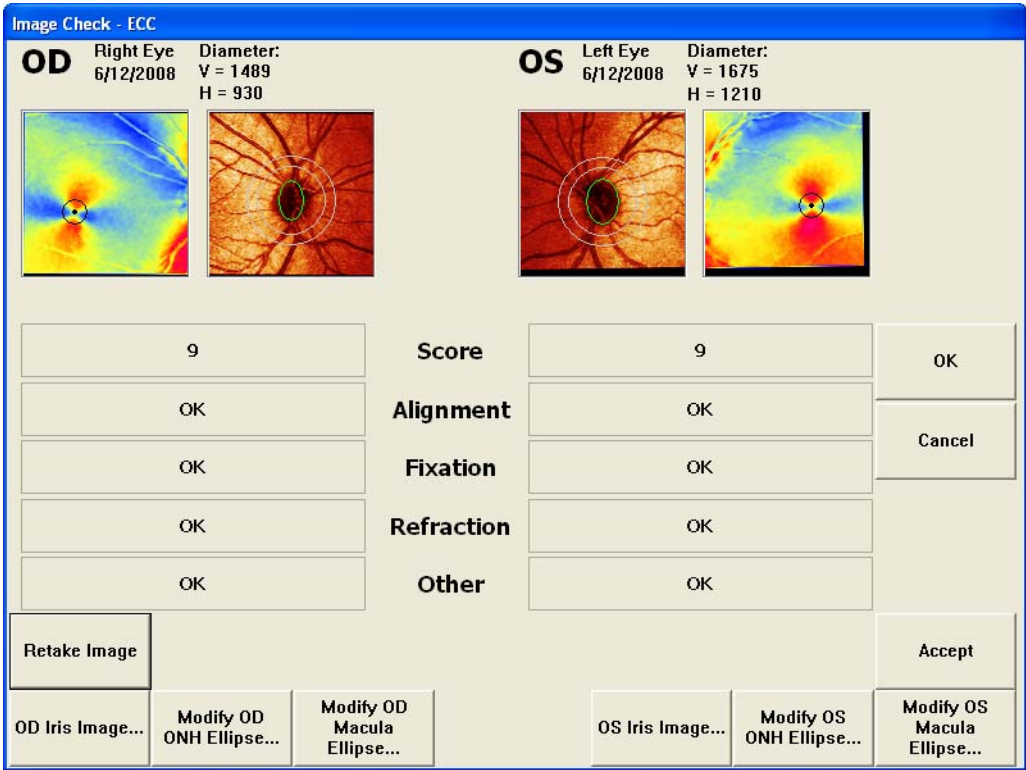 Image Check - ECC
OD
Right Eye
6/12/2008
Diameter:
V = 1489
H = 930
OS
Left Eye
6/12/2008
Diameter:
V = 1675
H = 1210
9 Score 9
OK
OK Alignment OK
Cancel
OK Fixation OK
OK Refraction OK
OK Other OK
Retake Image
Accept
OD Iris Image...
Modify OD
ONH Ellipse...
Modify OD
Macula
Ellipse...
OS Iris Image...
Modify OS
ONH Ellipse...
Modify OS
Macula
Ellipse...